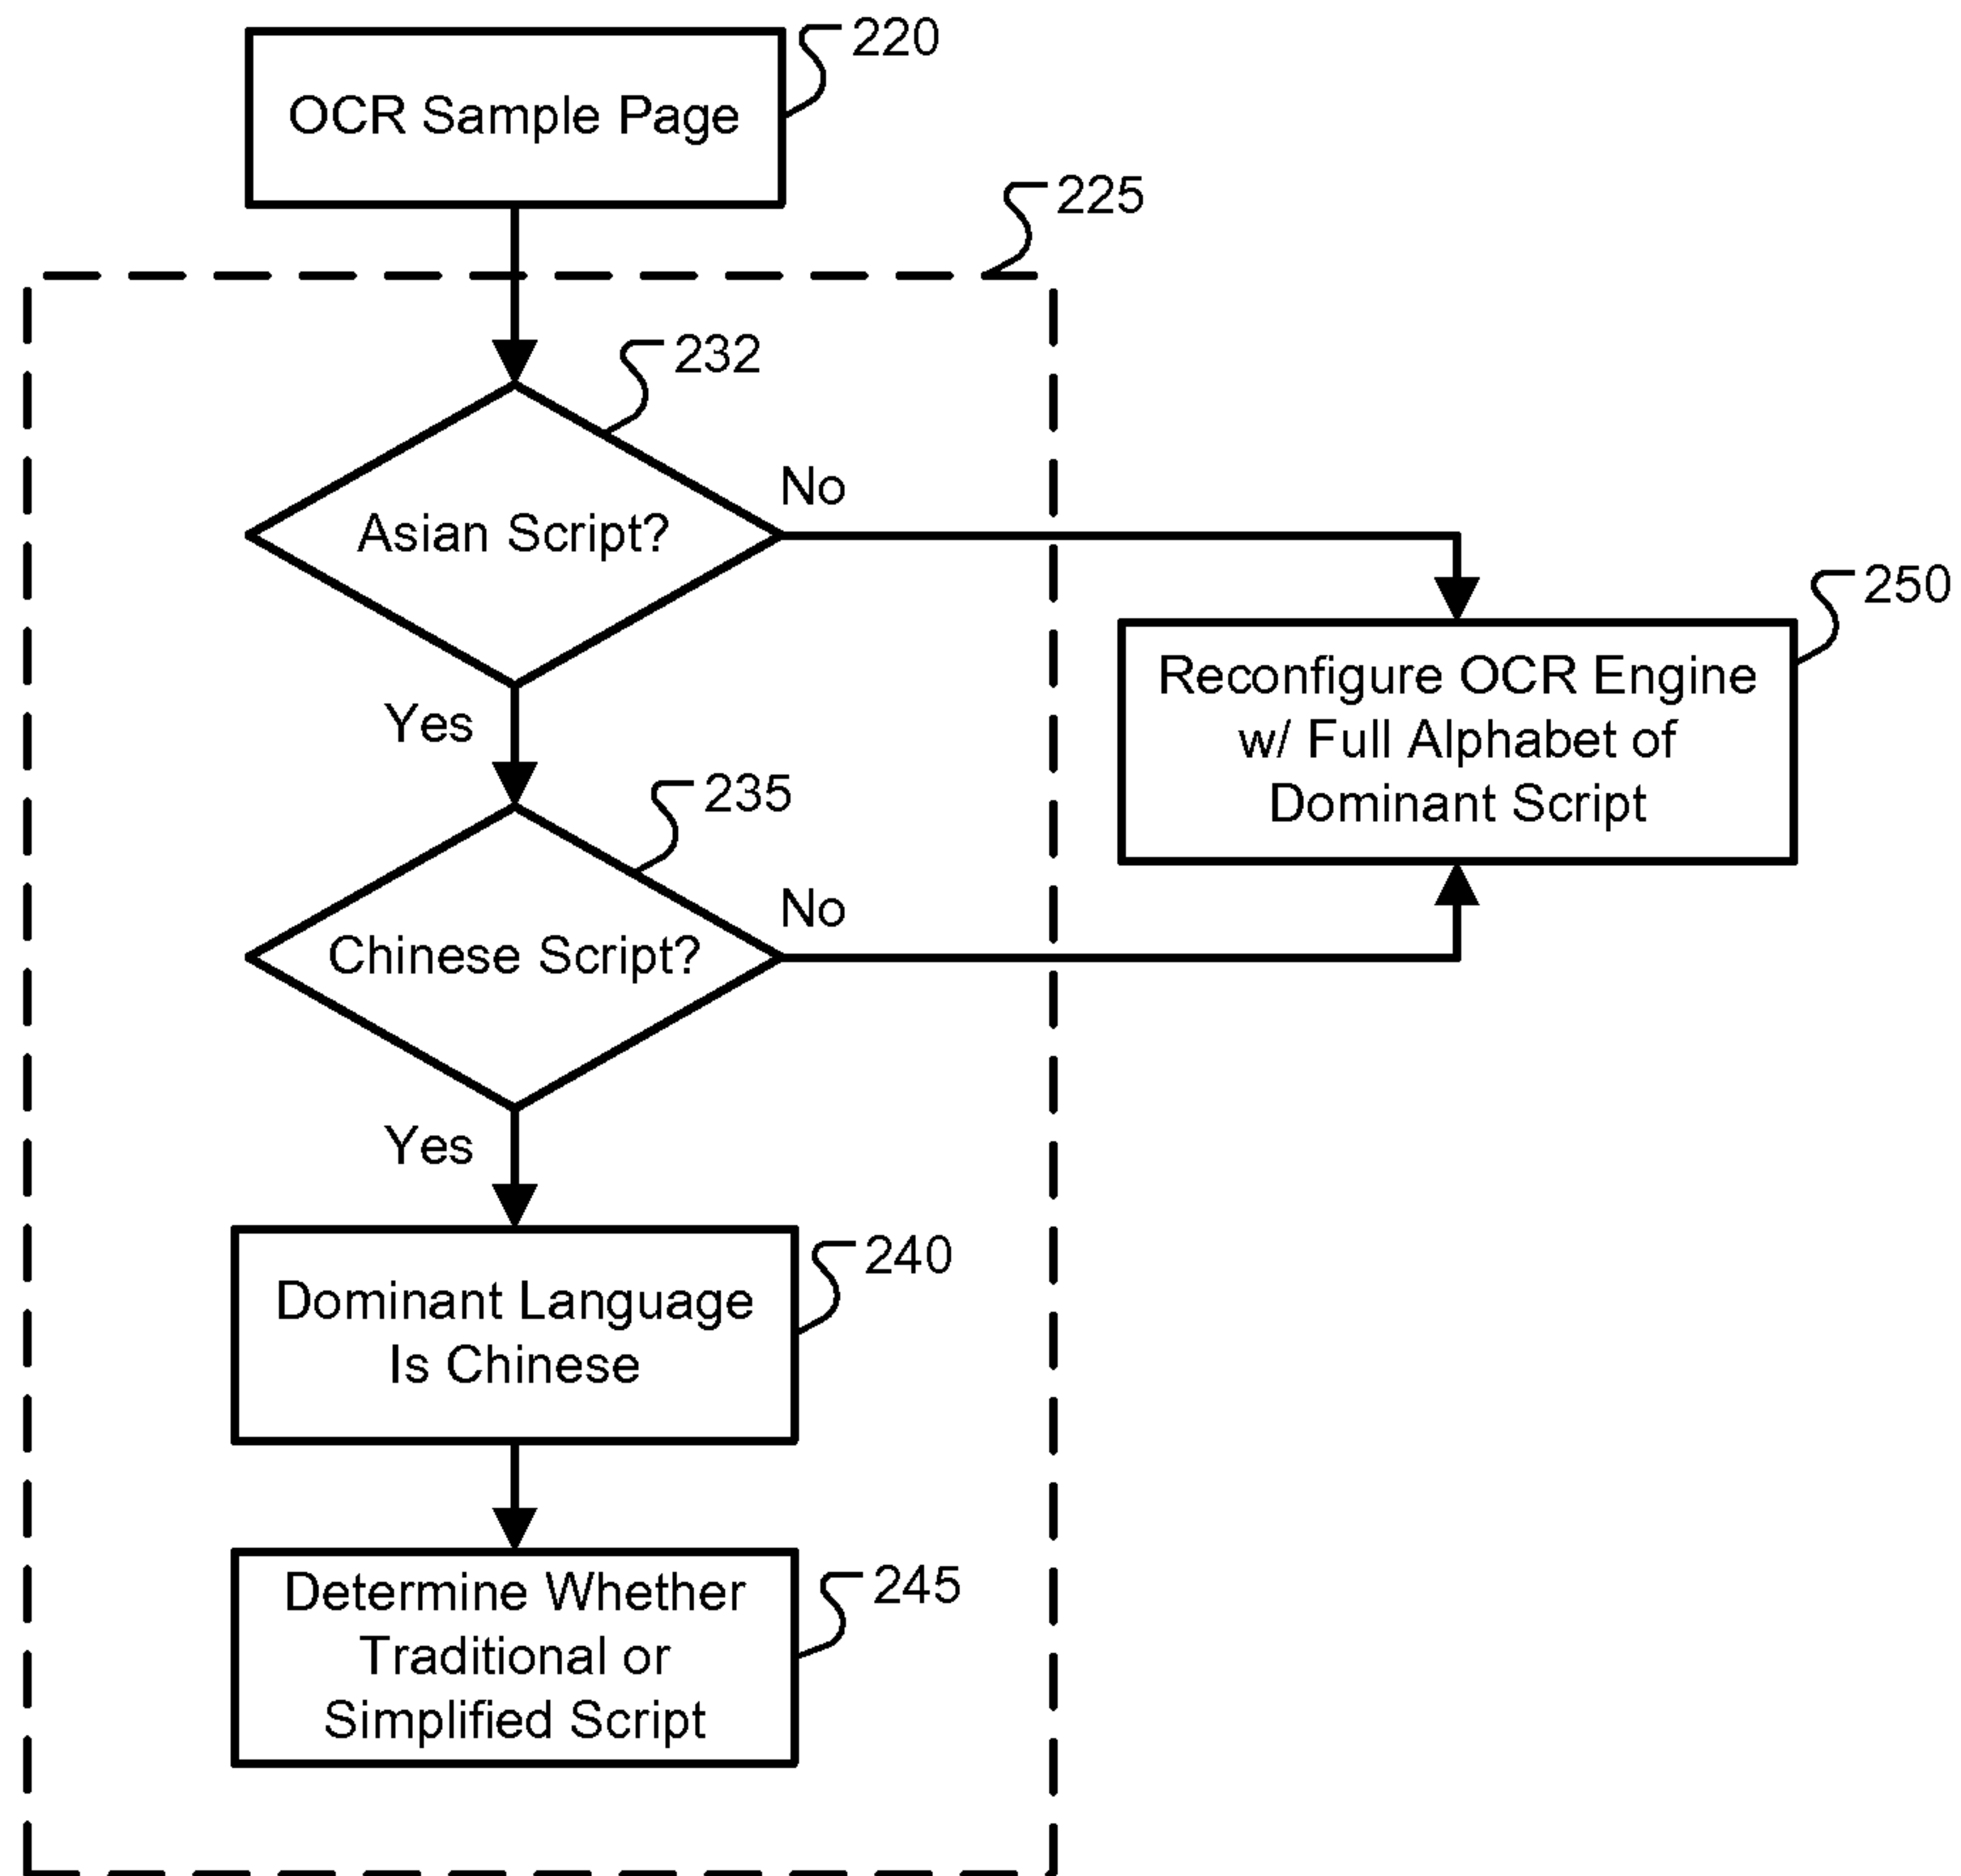 220
OCR Sample Page
225
232
No
Asian Script?
250
Reconfigure OCR Engine
w/ Full Alphabet of
Dominant Script
Yes
235
No
Chinese Script?
Yes
240
Dominant Language
Is Chinese
245
Determine Whether
Traditional or
Simplified Script